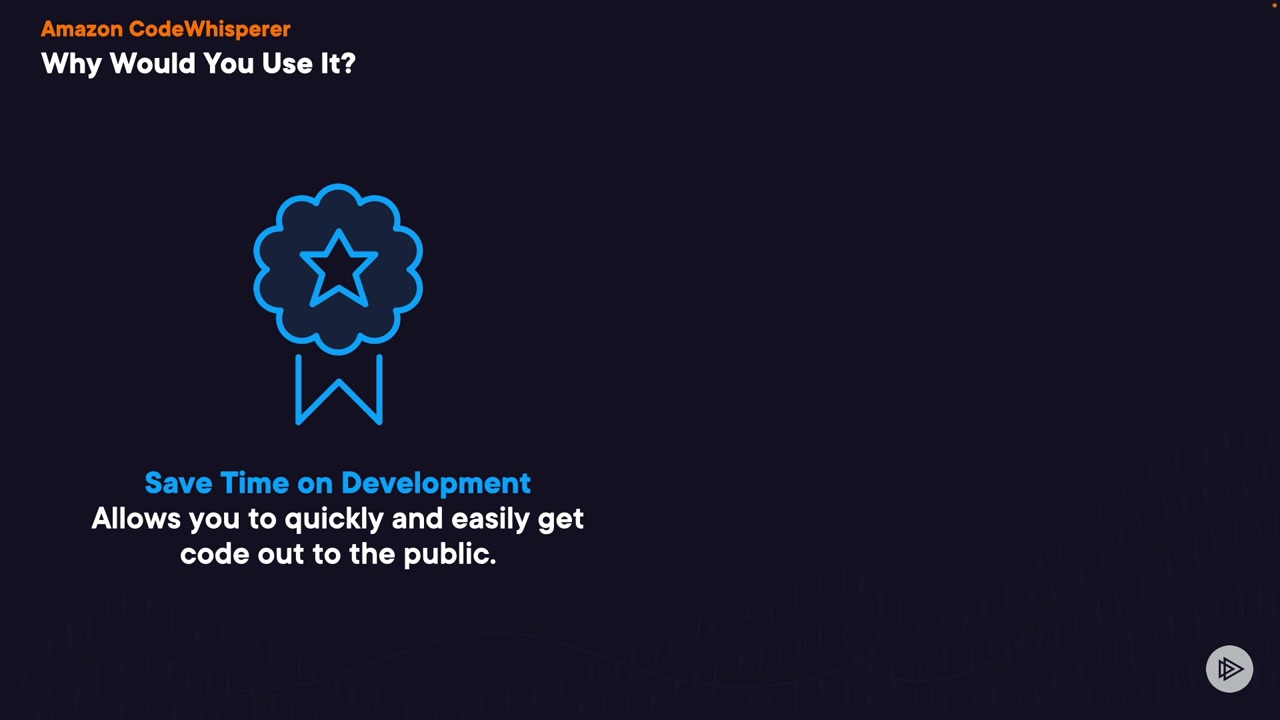 Amazon CodeWhisperer
Why Would You Use It?
Save Time on Development
Allows you to quickly and easily get
code out to the public.